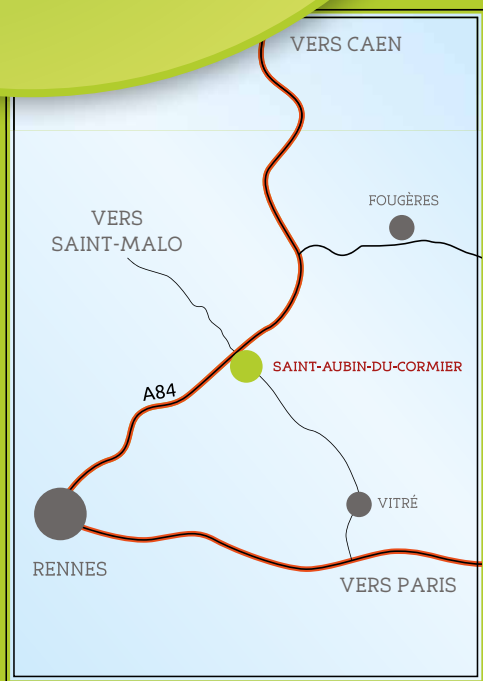 VERS CAEN
FOUGÈRES
VERS
SAINT-MALO
SAINT-AUBIN-DU-CORMIER
A84
VITRÉ
RENNES
VERS PARIS